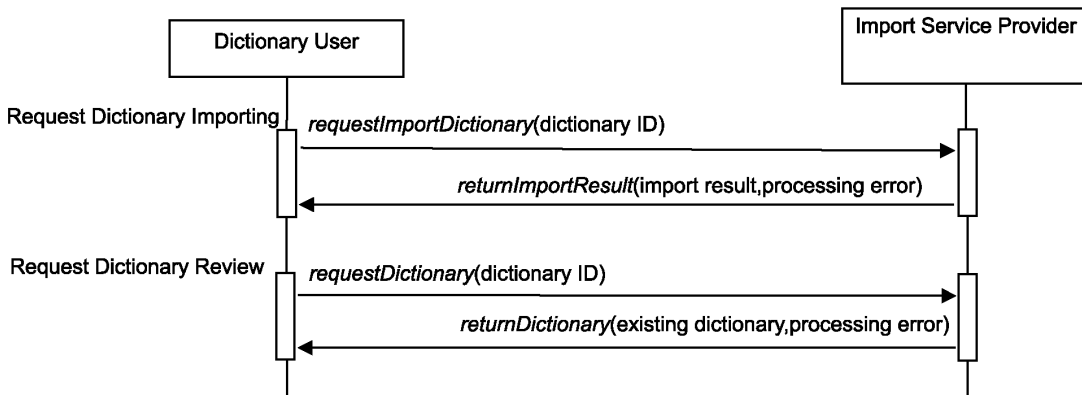 Dictionary User
Import Service Provider
Request Dictionary Importing
requestImportDictionary(dictionary ID)
returnImportResult(import result,processing error)
Request Dictionary Review
requestDictionary(dictionary ID)
returnDictionary(existing dictionary,processing error)